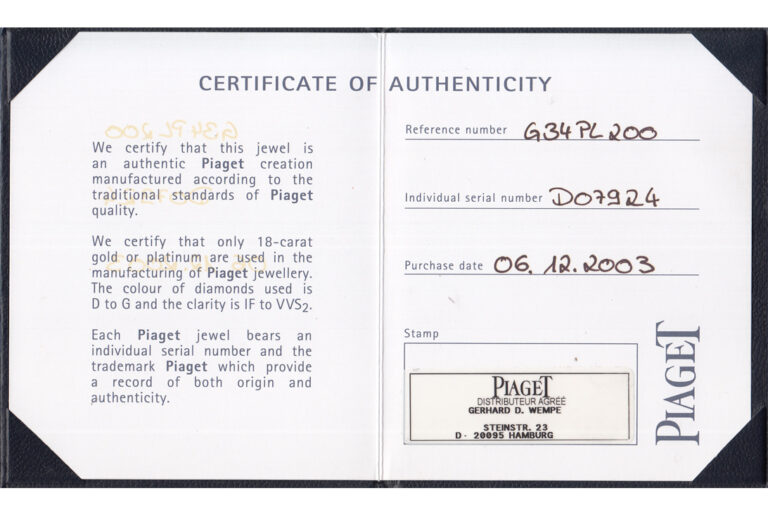 CERTIFICATE OF AUTHENTICITY
We certify that this jewel is
an authentic Piaget creation
manufactured according to the
traditional standards of Piaget
quality.
We certify that only 18-carat
gold or platinum are used in the
manufacturing of Piaget jewellery.
The colour of diamonds used is
D to G and the clarity is IF to VVS2.
Each Piaget jewel bears an
individual serial number and the
trademark Piaget which provide
a record of both origin and
authenticity.
Reference number G34PL200
Individual serial number D07924
Purchase date 06.12.2003
Stamp
PIAGET
DISTRIBUTEUR AGRÉÉ
GERHARD D. WEMPE
STEINSTR. 23
D - 20095 HAMBURG
PIAGET